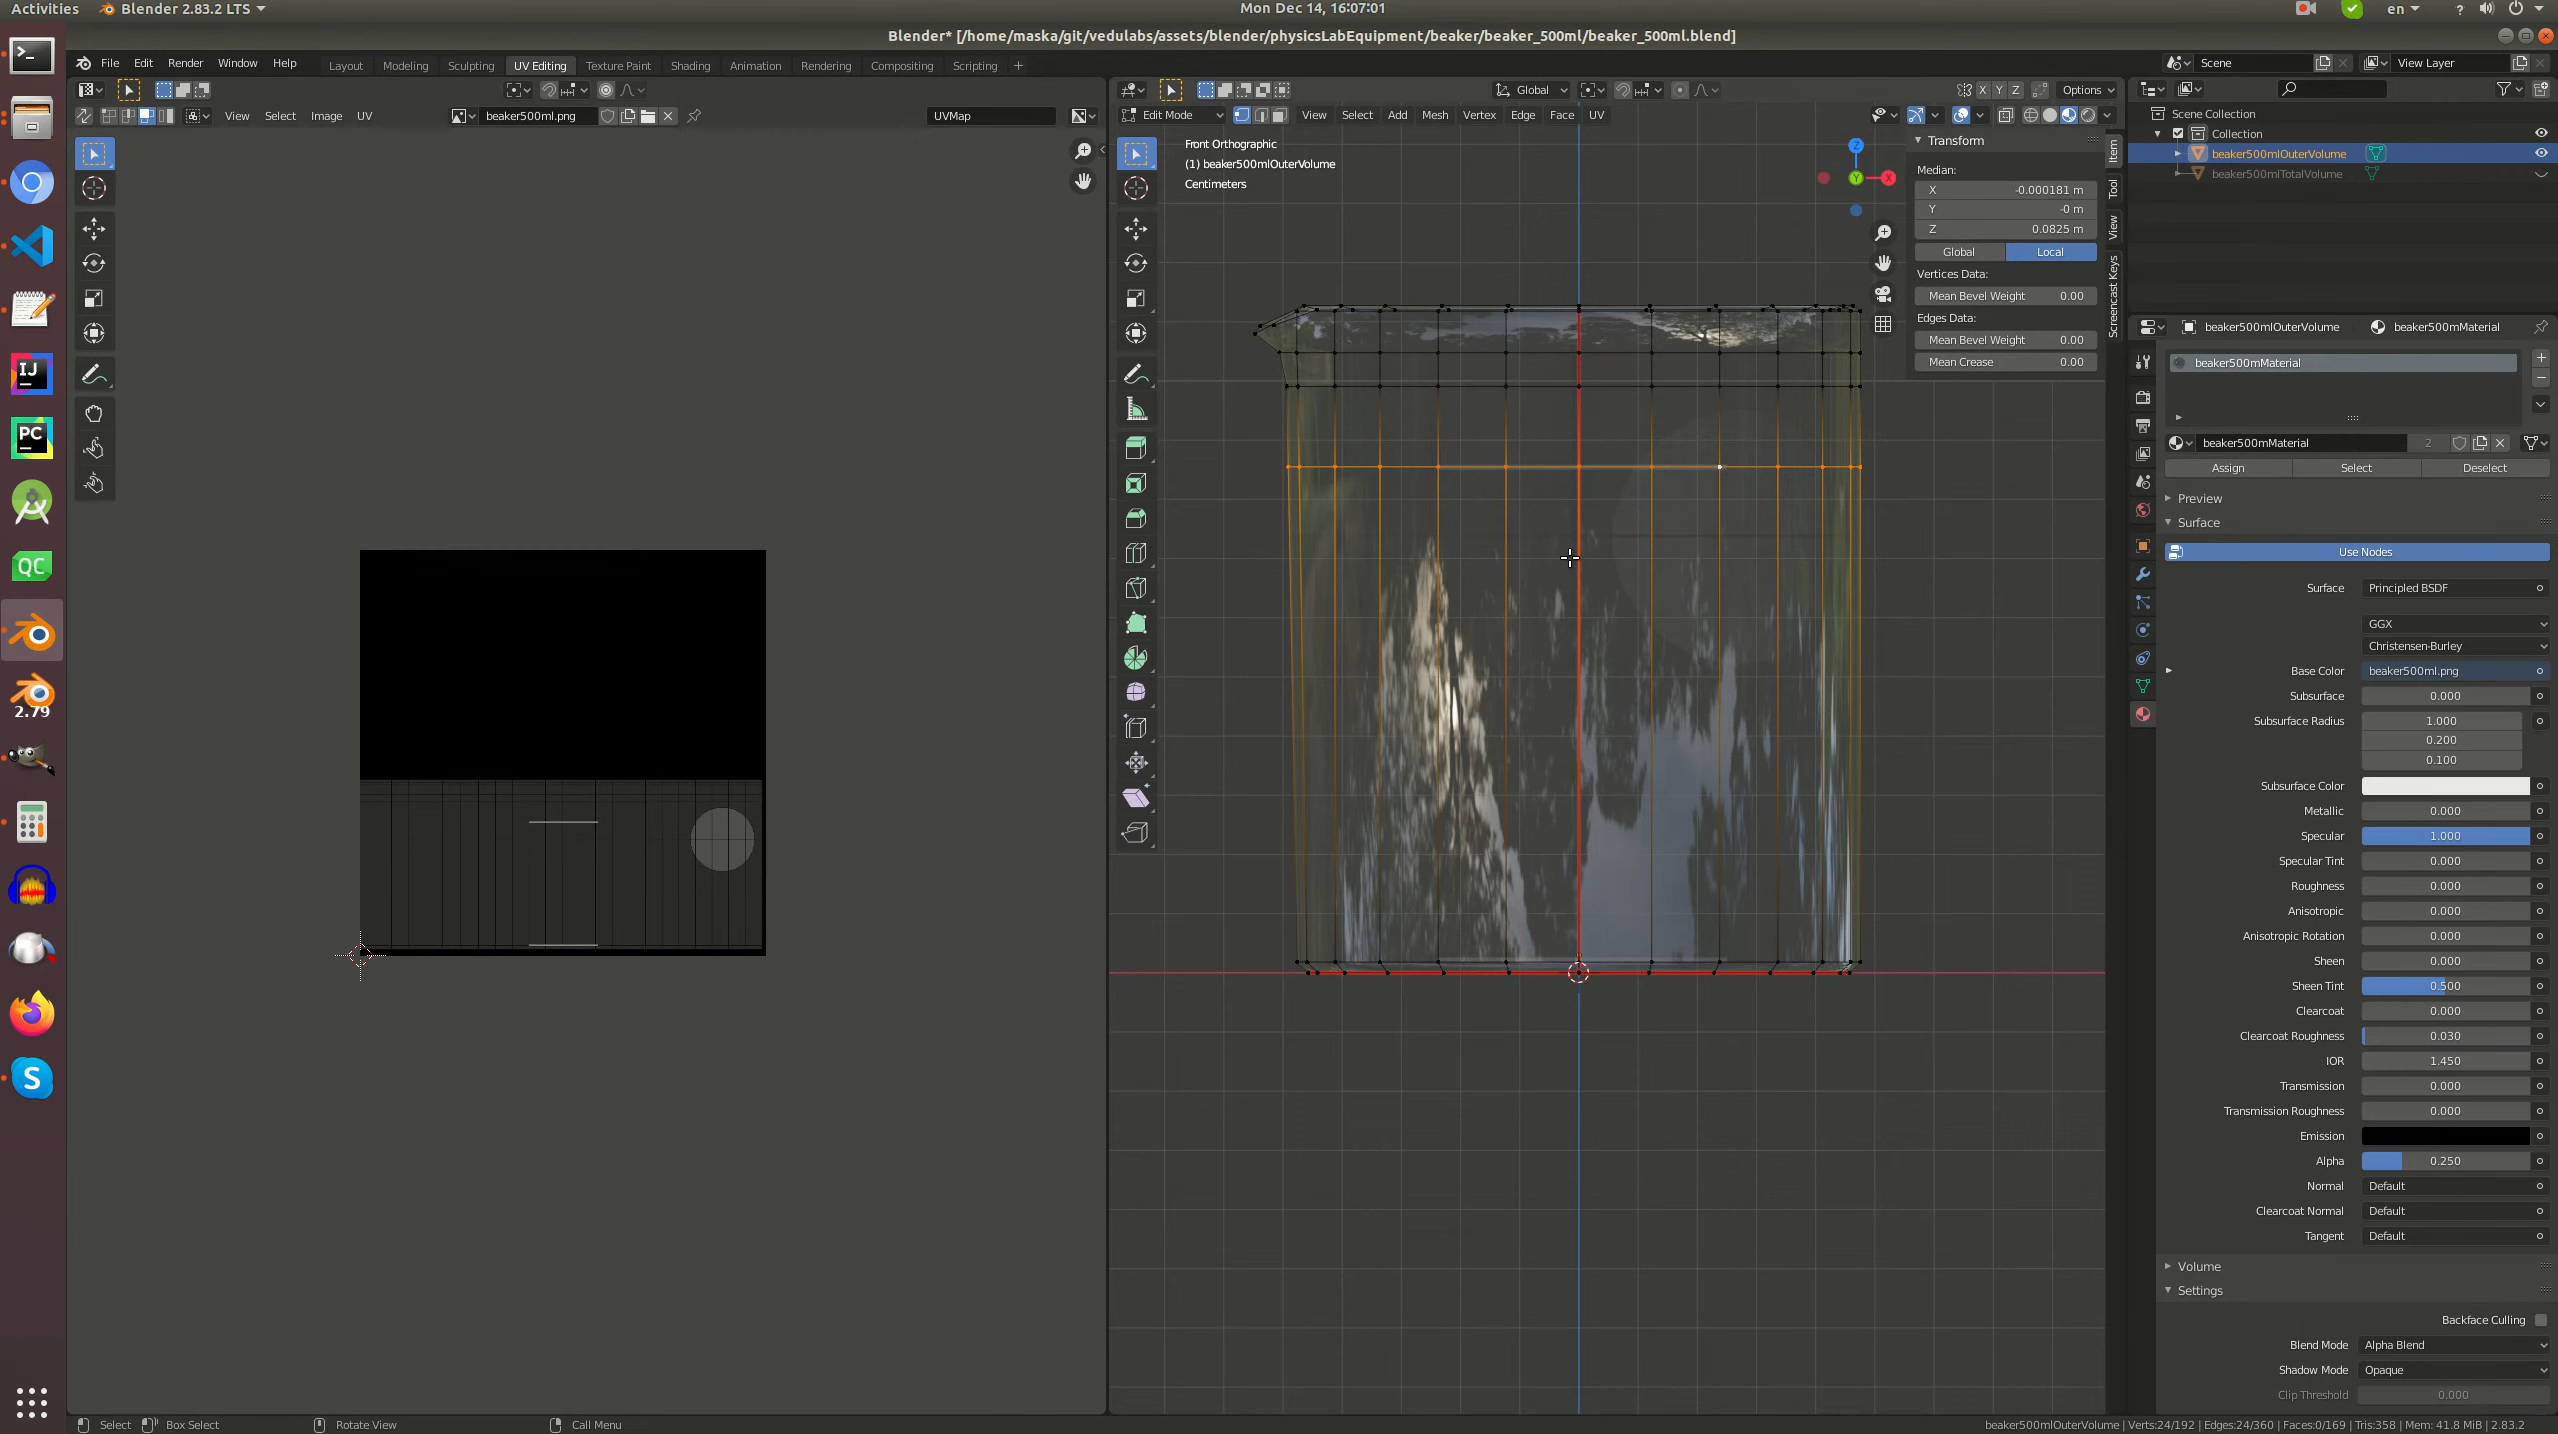 Activities
Blender 2.83.2 LTS
Mon Dec 14, 16:07:01
en
Blender* [/home/maska/git/vedulabs/assets/blender/physicsLabEquipment/beaker/beaker_500ml/beaker_500ml.blend]
File Edit Render Window Help
Layout Modeling Sculpting UV Editing Texture Paint Shading Animation Rendering Compositing Scripting +
Scene
View Layer
Global
X Y Z
Options
View Select Image UV
beaker500ml.png
UVMap
Edit Mode
View Select Add Mesh Vertex Edge Face UV
Front Orthographic
(1) beaker500mlOuterVolume
Centimeters
Z
Y
X
Transform
Median:
X -0.000181 m
Y -0 m
Z 0.0825 m
Global Local
Vertices Data:
Mean Bevel Weight 0.00
Edges Data:
Mean Bevel Weight 0.00
Mean Crease 0.00
Item
Tool
View
Screencast Keys
Scene Collection
Collection
beaker500mlOuterVolume
beaker500mlTotalVolume
beaker500mlOuterVolume
beaker500mMaterial
beaker500mMaterial
beaker500mMaterial 2
Assign Select Deselect
Preview
Surface
Use Nodes
Surface Principled BSDF
GGX
Christensen-Burley
Base Color beaker500ml.png
Subsurface 0.000
Subsurface Radius 1.000
0.200
0.100
Subsurface Color
Metallic 0.000
Specular 1.000
Specular Tint 0.000
Roughness 0.000
Anisotropic 0.000
Anisotropic Rotation 0.000
Sheen 0.000
Sheen Tint 0.500
Clearcoat 0.000
Clearcoat Roughness 0.030
IOR 1.450
Transmission 0.000
Transmission Roughness 0.000
Emission
Alpha 0.250
Normal Default
Clearcoat Normal Default
Tangent Default
Volume
Settings
Backface Culling
Blend Mode Alpha Blend
Shadow Mode Opaque
Clip Threshold 0.000
IJ
PC
QC
2.79
S
Select
Box Select
Rotate View
Call Menu
beaker500mlOuterVolume | Verts:24/192 | Edges:24/360 | Faces:0/169 | Tris:358 | Mem: 41.8 MiB | 2.83.2